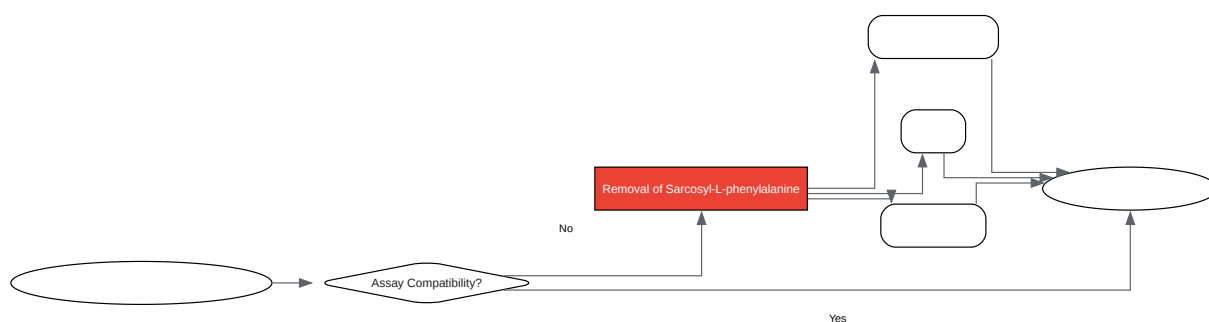 Removal of Sarcosyl-L-phenylalanine
No
Assay Compatibility?
Yes